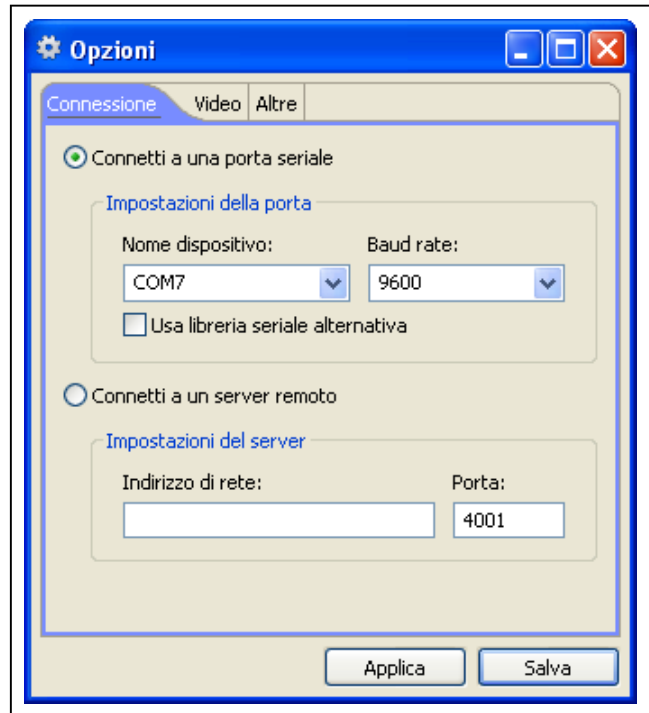 Opzioni
Connessione Video Altre
Connetti a una porta seriale
Impostazioni della porta
Nome dispositivo: Baud rate:
COM7 9600
Usa libreria seriale alternativa
Connetti a un server remoto
Impostazioni del server
Indirizzo di rete: Porta:
4001
Applica Salva